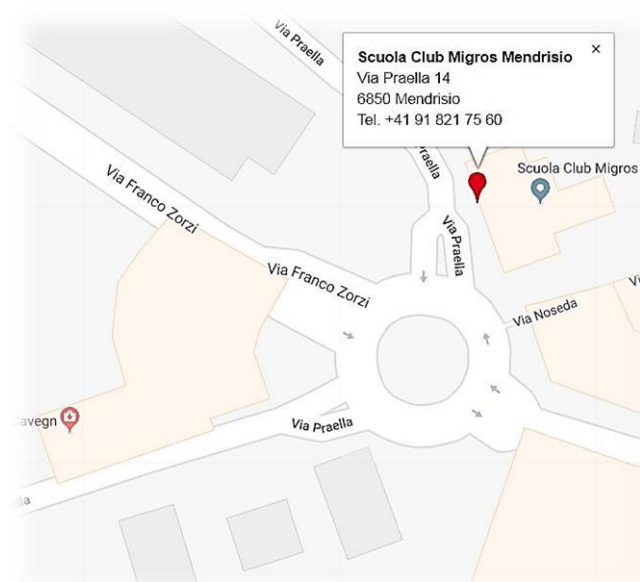 Via Praella
Scuola Club Migros Mendrisio
×
Via Praella 14
6850 Mendrisio
Tel. +41 91 821 75 60
Praella
Scuola Club Migros
Via Franco Zorzi
Via Praella
Via Franco Zorzi
Via Noseda
Via Praella